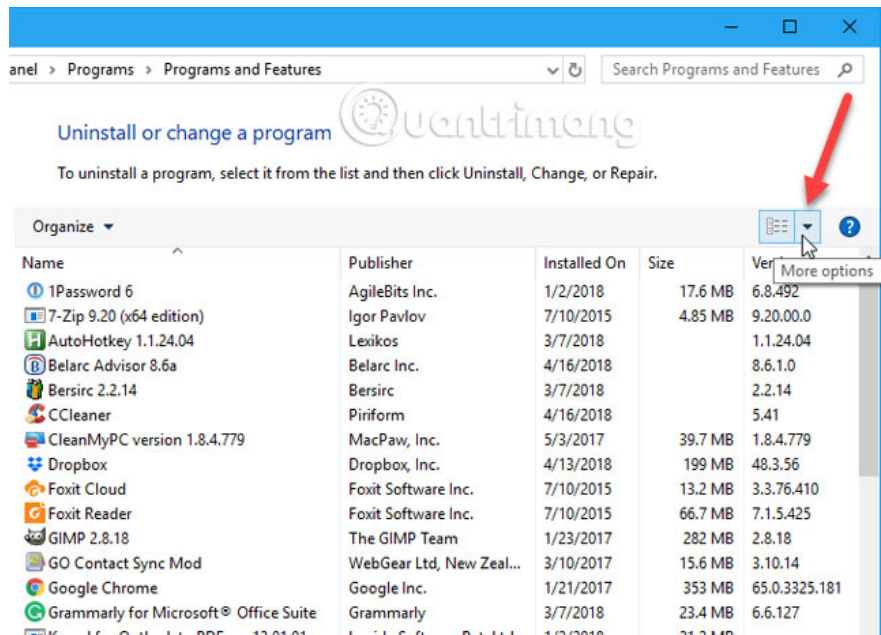 anel > Programs > Programs and Features
Search Programs and Features
Quantrimang
Uninstall or change a program
To uninstall a program, select it from the list and then click Uninstall, Change, or Repair.
Organize
Name Publisher Installed On Size Ver
More options
1Password 6 AgileBits Inc. 1/2/2018 17.6 MB 6.8.492
7-Zip 9.20 (x64 edition) Igor Pavlov 7/10/2015 4.85 MB 9.20.00.0
AutoHotkey 1.1.24.04 Lexikos 3/7/2018 1.1.24.04
Belarc Advisor 8.6a Belarc Inc. 4/16/2018 8.6.1.0
Bersirc 2.2.14 Bersirc 3/7/2018 2.2.14
CCleaner Piriform 4/16/2018 5.41
CleanMyPC version 1.8.4.779 MacPaw, Inc. 5/3/2017 39.7 MB 1.8.4.779
Dropbox Dropbox, Inc. 4/13/2018 199 MB 48.3.56
Foxit Cloud Foxit Software Inc. 7/10/2015 13.2 MB 3.3.76.410
Foxit Reader Foxit Software Inc. 7/10/2015 66.7 MB 7.1.5.425
GIMP 2.8.18 The GIMP Team 1/23/2017 282 MB 2.8.18
GO Contact Sync Mod WebGear Ltd, New Zeal... 3/10/2017 15.6 MB 3.10.14
Google Chrome Google Inc. 1/21/2017 353 MB 65.0.3325.181
Grammarly for Microsoft® Office Suite Grammarly 3/7/2018 23.4 MB 6.6.127